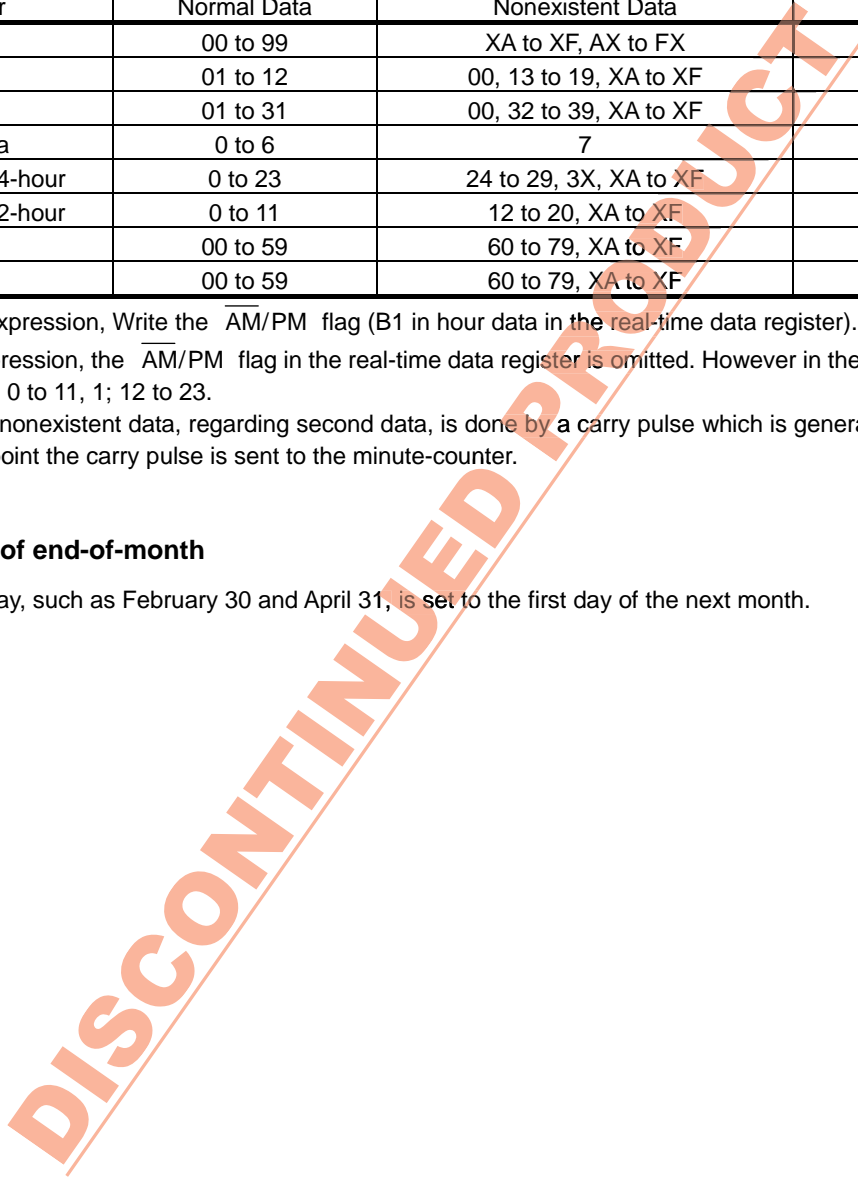 r Normal Data Nonexistent Data
00 to 99 XA to XF, AX to FX
01 to 12 00, 13 to 19, XA to XF
01 to 31 00, 32 to 39, XA to XF
a 0 to 6 7
4-hour 0 to 23 24 to 29, 3X, XA to XF
2-hour 0 to 11 12 to 20, XA to XF
00 to 59 60 to 79, XA to XF
00 to 59 60 to 79, XA to XF
xpression, Write the AM/PM flag (B1 in hour data in the real-time data register).
ression, the AM/PM flag in the real-time data register is omitted. However in the
0 to 11, 1; 12 to 23.
nonexistent data, regarding second data, is done by a carry pulse which is genera
oint the carry pulse is sent to the minute-counter.
of end-of-month
ay, such as February 30 and April 31, is set to the first day of the next month.
DISCONTINUED PRODUCT